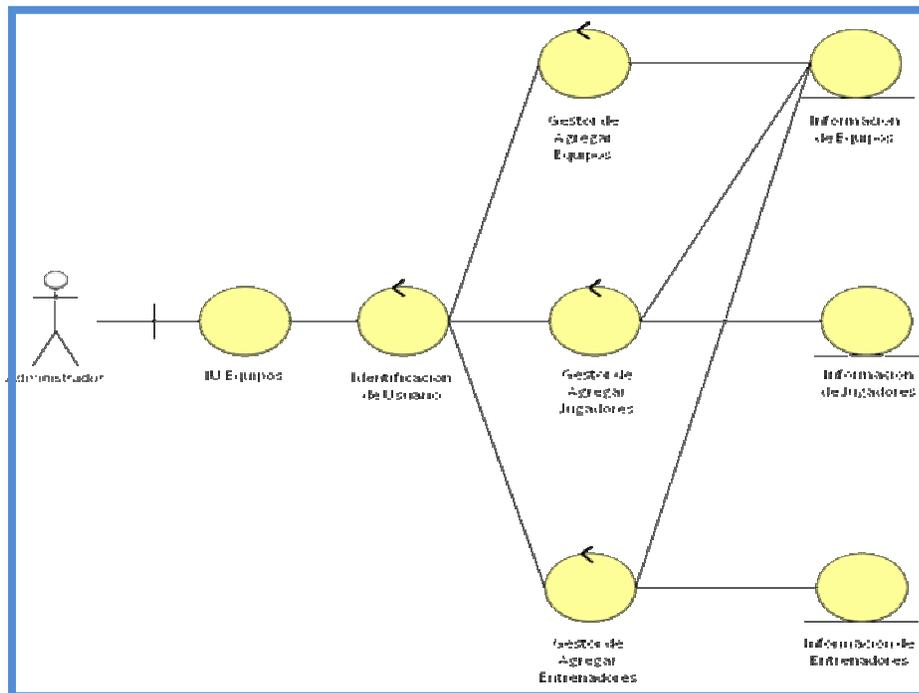 Gestor de
Agregar
Equipos
Informacion
de Equipos
Administrador
IU Equipos
Identificacion
de Usuario
Gestor de
Agregar
Jugadores
Informacion
de Jugadores
Gestor de
Agregar
Entrenadores
Informacion de
Entrenadores